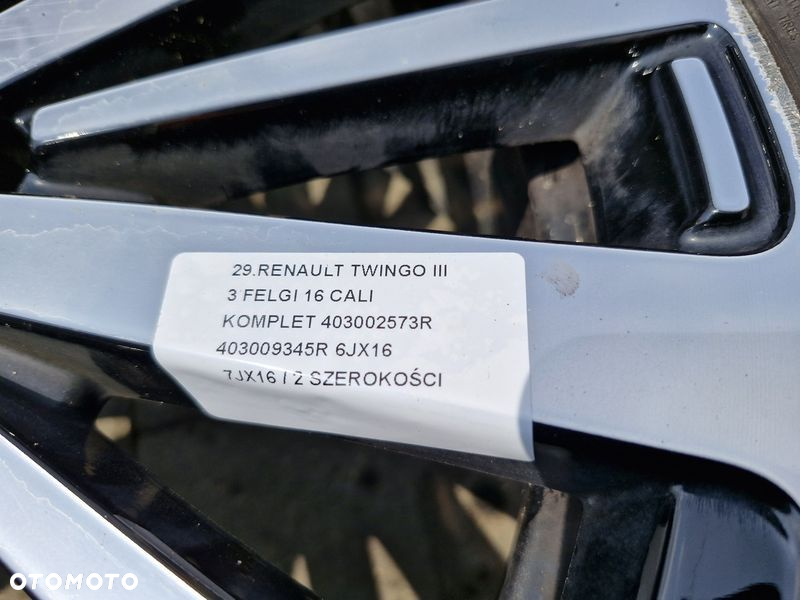 29.RENAULT TWINGO III
3 FELGI 16 CALI
KOMPLET 403002573R
403009345R 6JX16
7JX16 / 2 SZEROKOŚCI
OTOMOTO